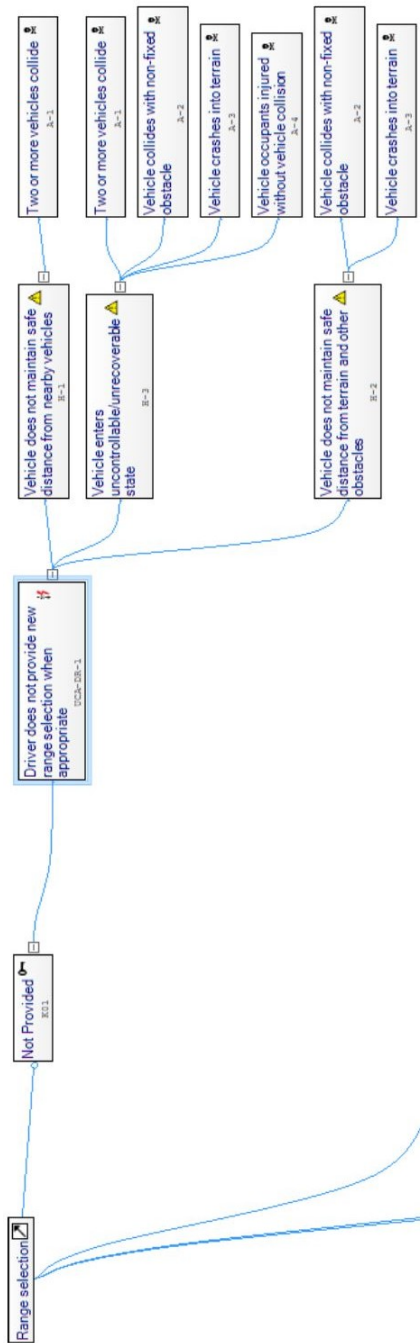 Range selection
Not Provided
K01
Driver does not provide new
range selection when
appropriate
UCA-DR-1
Vehicle does not maintain safe
distance from nearby vehicles
H-1
Two or more vehicles collide
A-1
Vehicle enters
uncontrollable/unrecoverable
state
H-3
Two or more vehicles collide
A-1
Vehicle collides with non-fixed
obstacle
A-2
Vehicle crashes into terrain
A-3
Vehicle occupants injured
without vehicle collision
A-4
Vehicle does not maintain safe
distance from terrain and other
obstacles
H-2
Vehicle collides with non-fixed
obstacle
A-2
Vehicle crashes into terrain
A-3